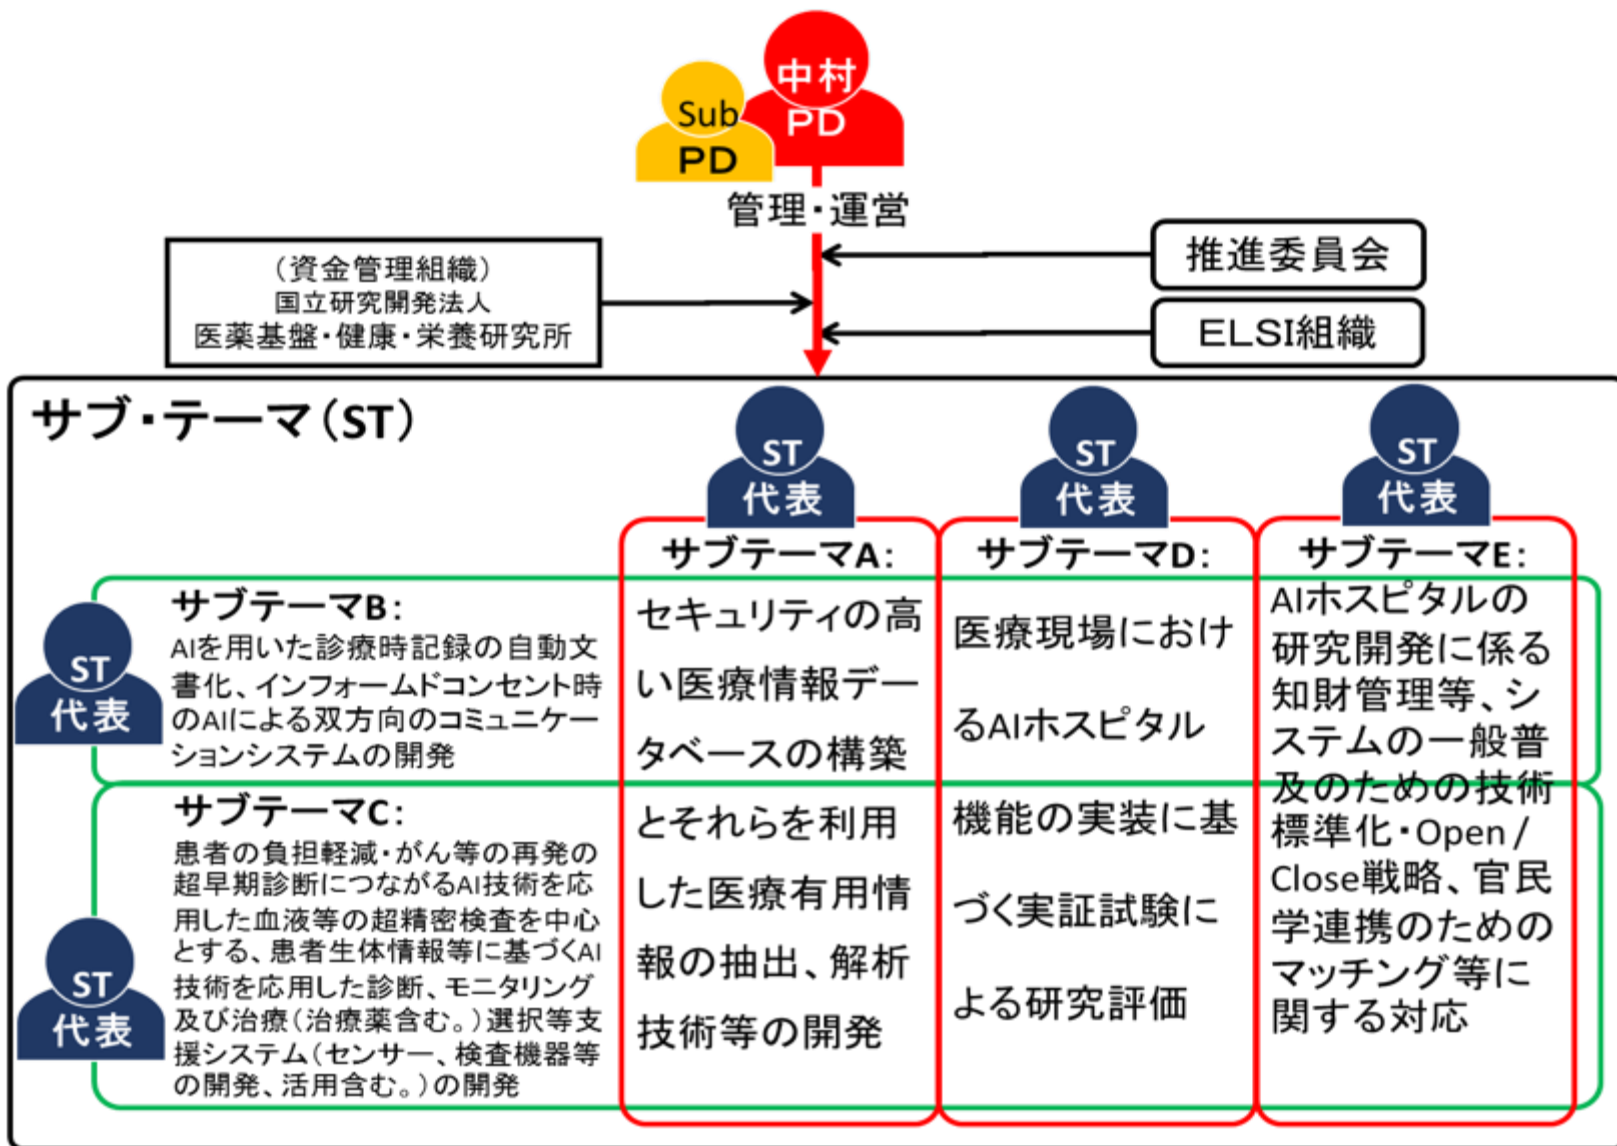 中村
PD
Sub
PD
管理・運営
(資金管理組織)
国立研究開発法人
医薬基盤・健康・栄養研究所
推進委員会
ELSI組織
サブ・テーマ(ST)
ST
代表
ST
代表
ST
代表
サブテーマA:
セキュリティの高
い医療情報デー
タベースの構築
とそれらを利用
した医療有用情
報の抽出、解析
技術等の開発
サブテーマD:
医療現場におけ
るAIホスピタル
機能の実装に基
づく実証試験に
よる研究評価
サブテーマE:
AIホスピタルの
研究開発に係る
知財管理等、シ
ステムの一般普
及のための技術
標準化・Open/
Close戦略、官民
学連携のための
マッチング等に
関する対応
ST
代表
サブテーマB:
AIを用いた診療時記録の自動文
書化、インフォームドコンセント時
のAIによる双方向のコミュニケー
ションシステムの開発
ST
代表
サブテーマC:
患者の負担軽減・がん等の再発の
超早期診断につながるAI技術を応
用した血液等の超精密検査を中心
とする、患者生体情報等に基づくAI
技術を応用した診断、モニタリング
及び治療(治療薬含む。)選択等支
援システム(センサー、検査機器等
の開発、活用含む。)の開発